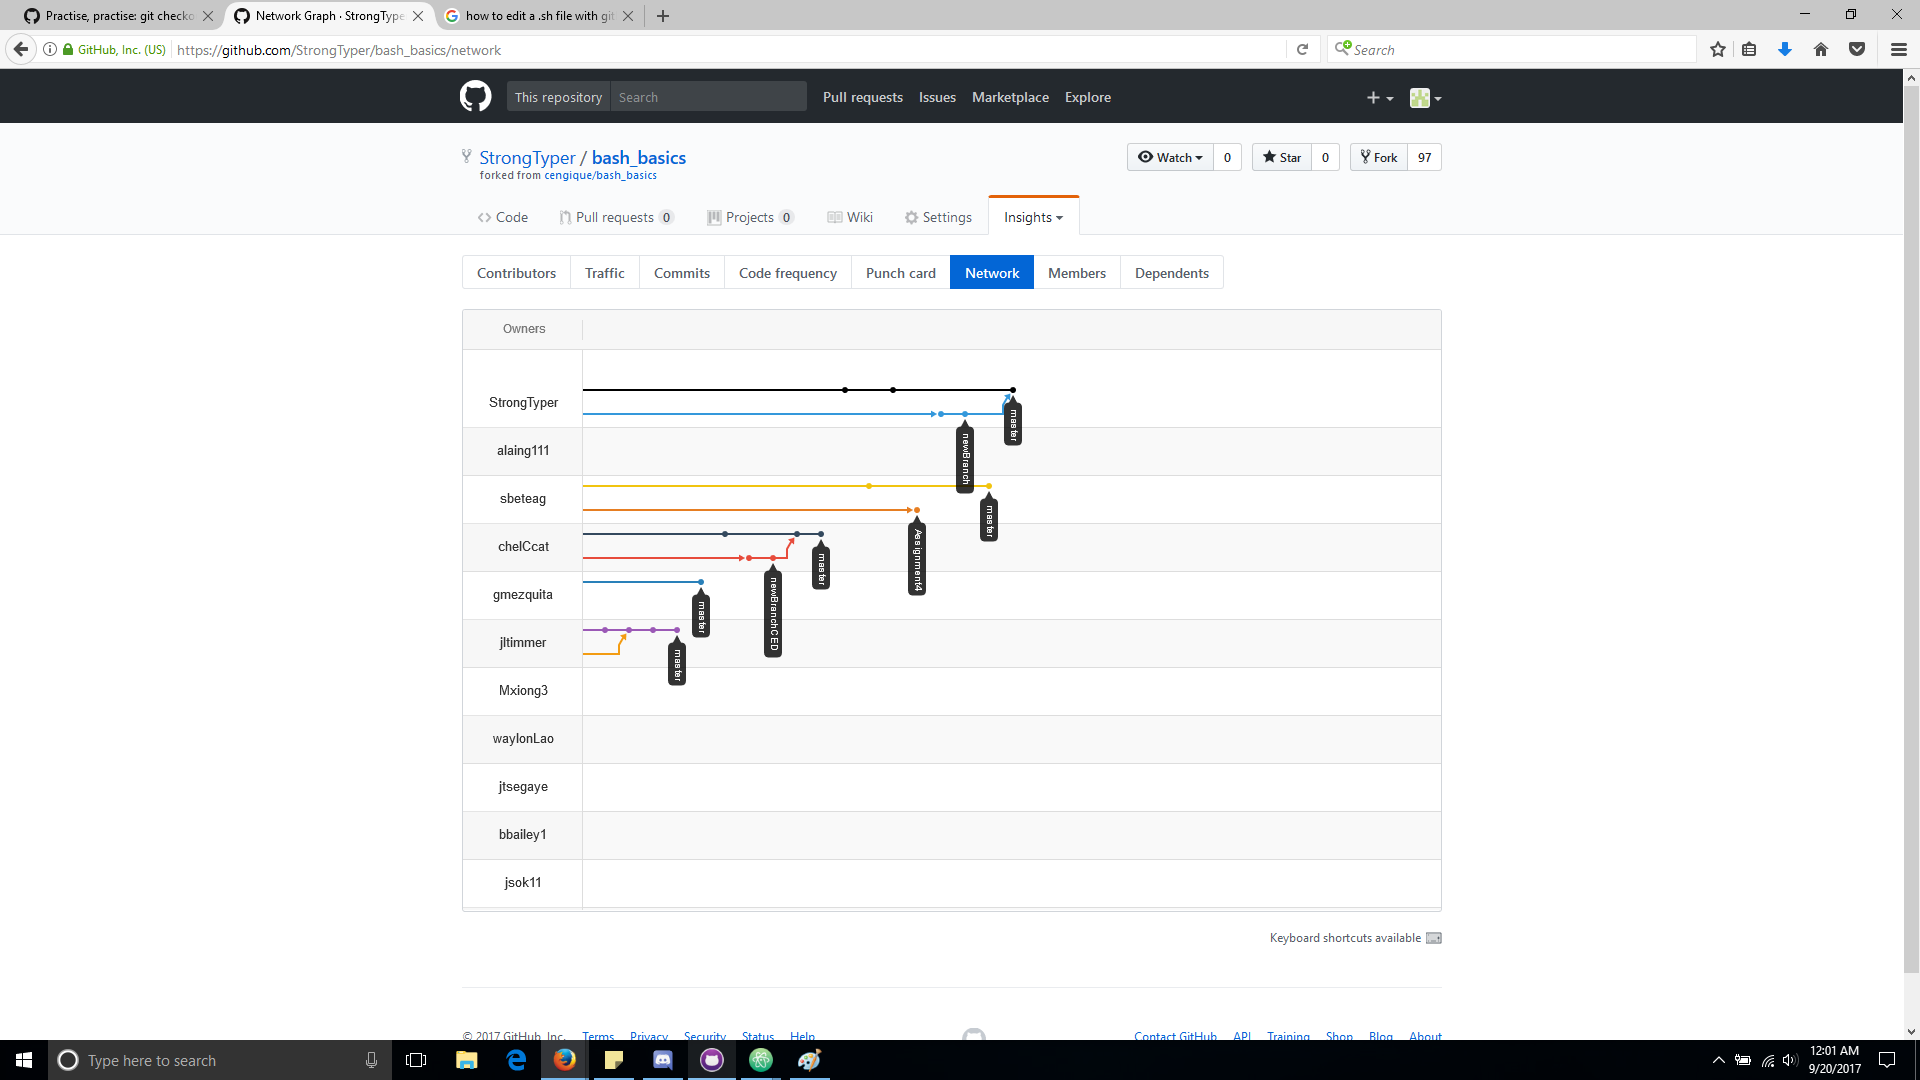 Practise, practise: git checko
Network Graph · StrongType
how to edit a .sh file with git
GitHub, Inc. (US)
https://github.com/StrongTyper/bash_basics/network
Search
This repository
Search
Pull requests
Issues
Marketplace
Explore
StrongTyper / bash_basics
forked from cengique/bash_basics
Watch 0
Star 0
Fork 97
Code
Pull requests 0
Projects 0
Wiki
Settings
Insights
Contributors
Traffic
Commits
Code frequency
Punch card
Network
Members
Dependents
Owners
StrongTyper
master
newBranch
alaing111
sbeteag
master
Assignment4
chelCcat
master
newBranchCED
gmezquita
master
jltimmer
master
Mxiong3
waylonLao
jtsegaye
bbailey1
jsok11
Keyboard shortcuts available
© 2017 GitHub, Inc.
Terms
Privacy
Security
Status
Help
Contact GitHub
API
Training
Shop
Blog
About
Type here to search
12:01 AM
9/20/2017